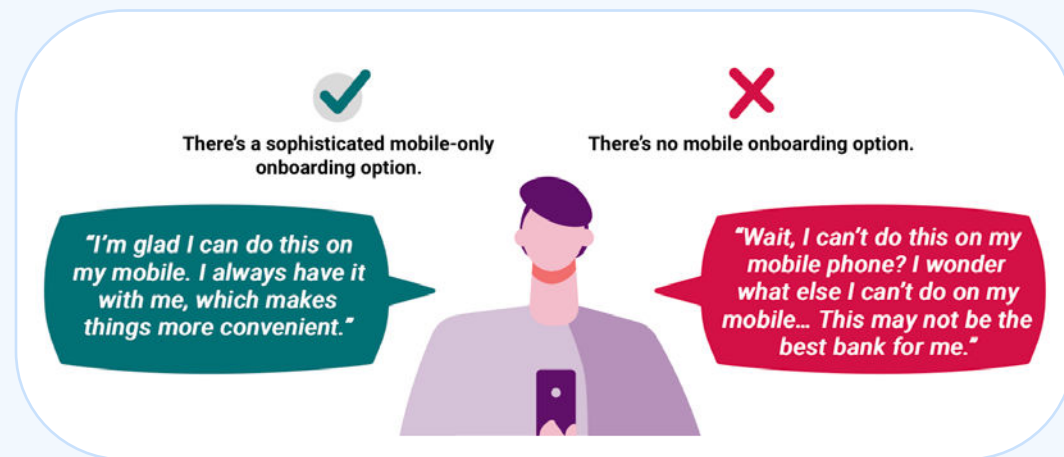 There's a sophisticated mobile-only
onboarding option.
There's no mobile onboarding option.
"I'm glad I can do this on
my mobile. I always have it
with me, which makes
things more convenient."
"Wait, I can't do this on my
mobile phone? I wonder
what else I can't do on my
mobile... This may not be the
best bank for me."